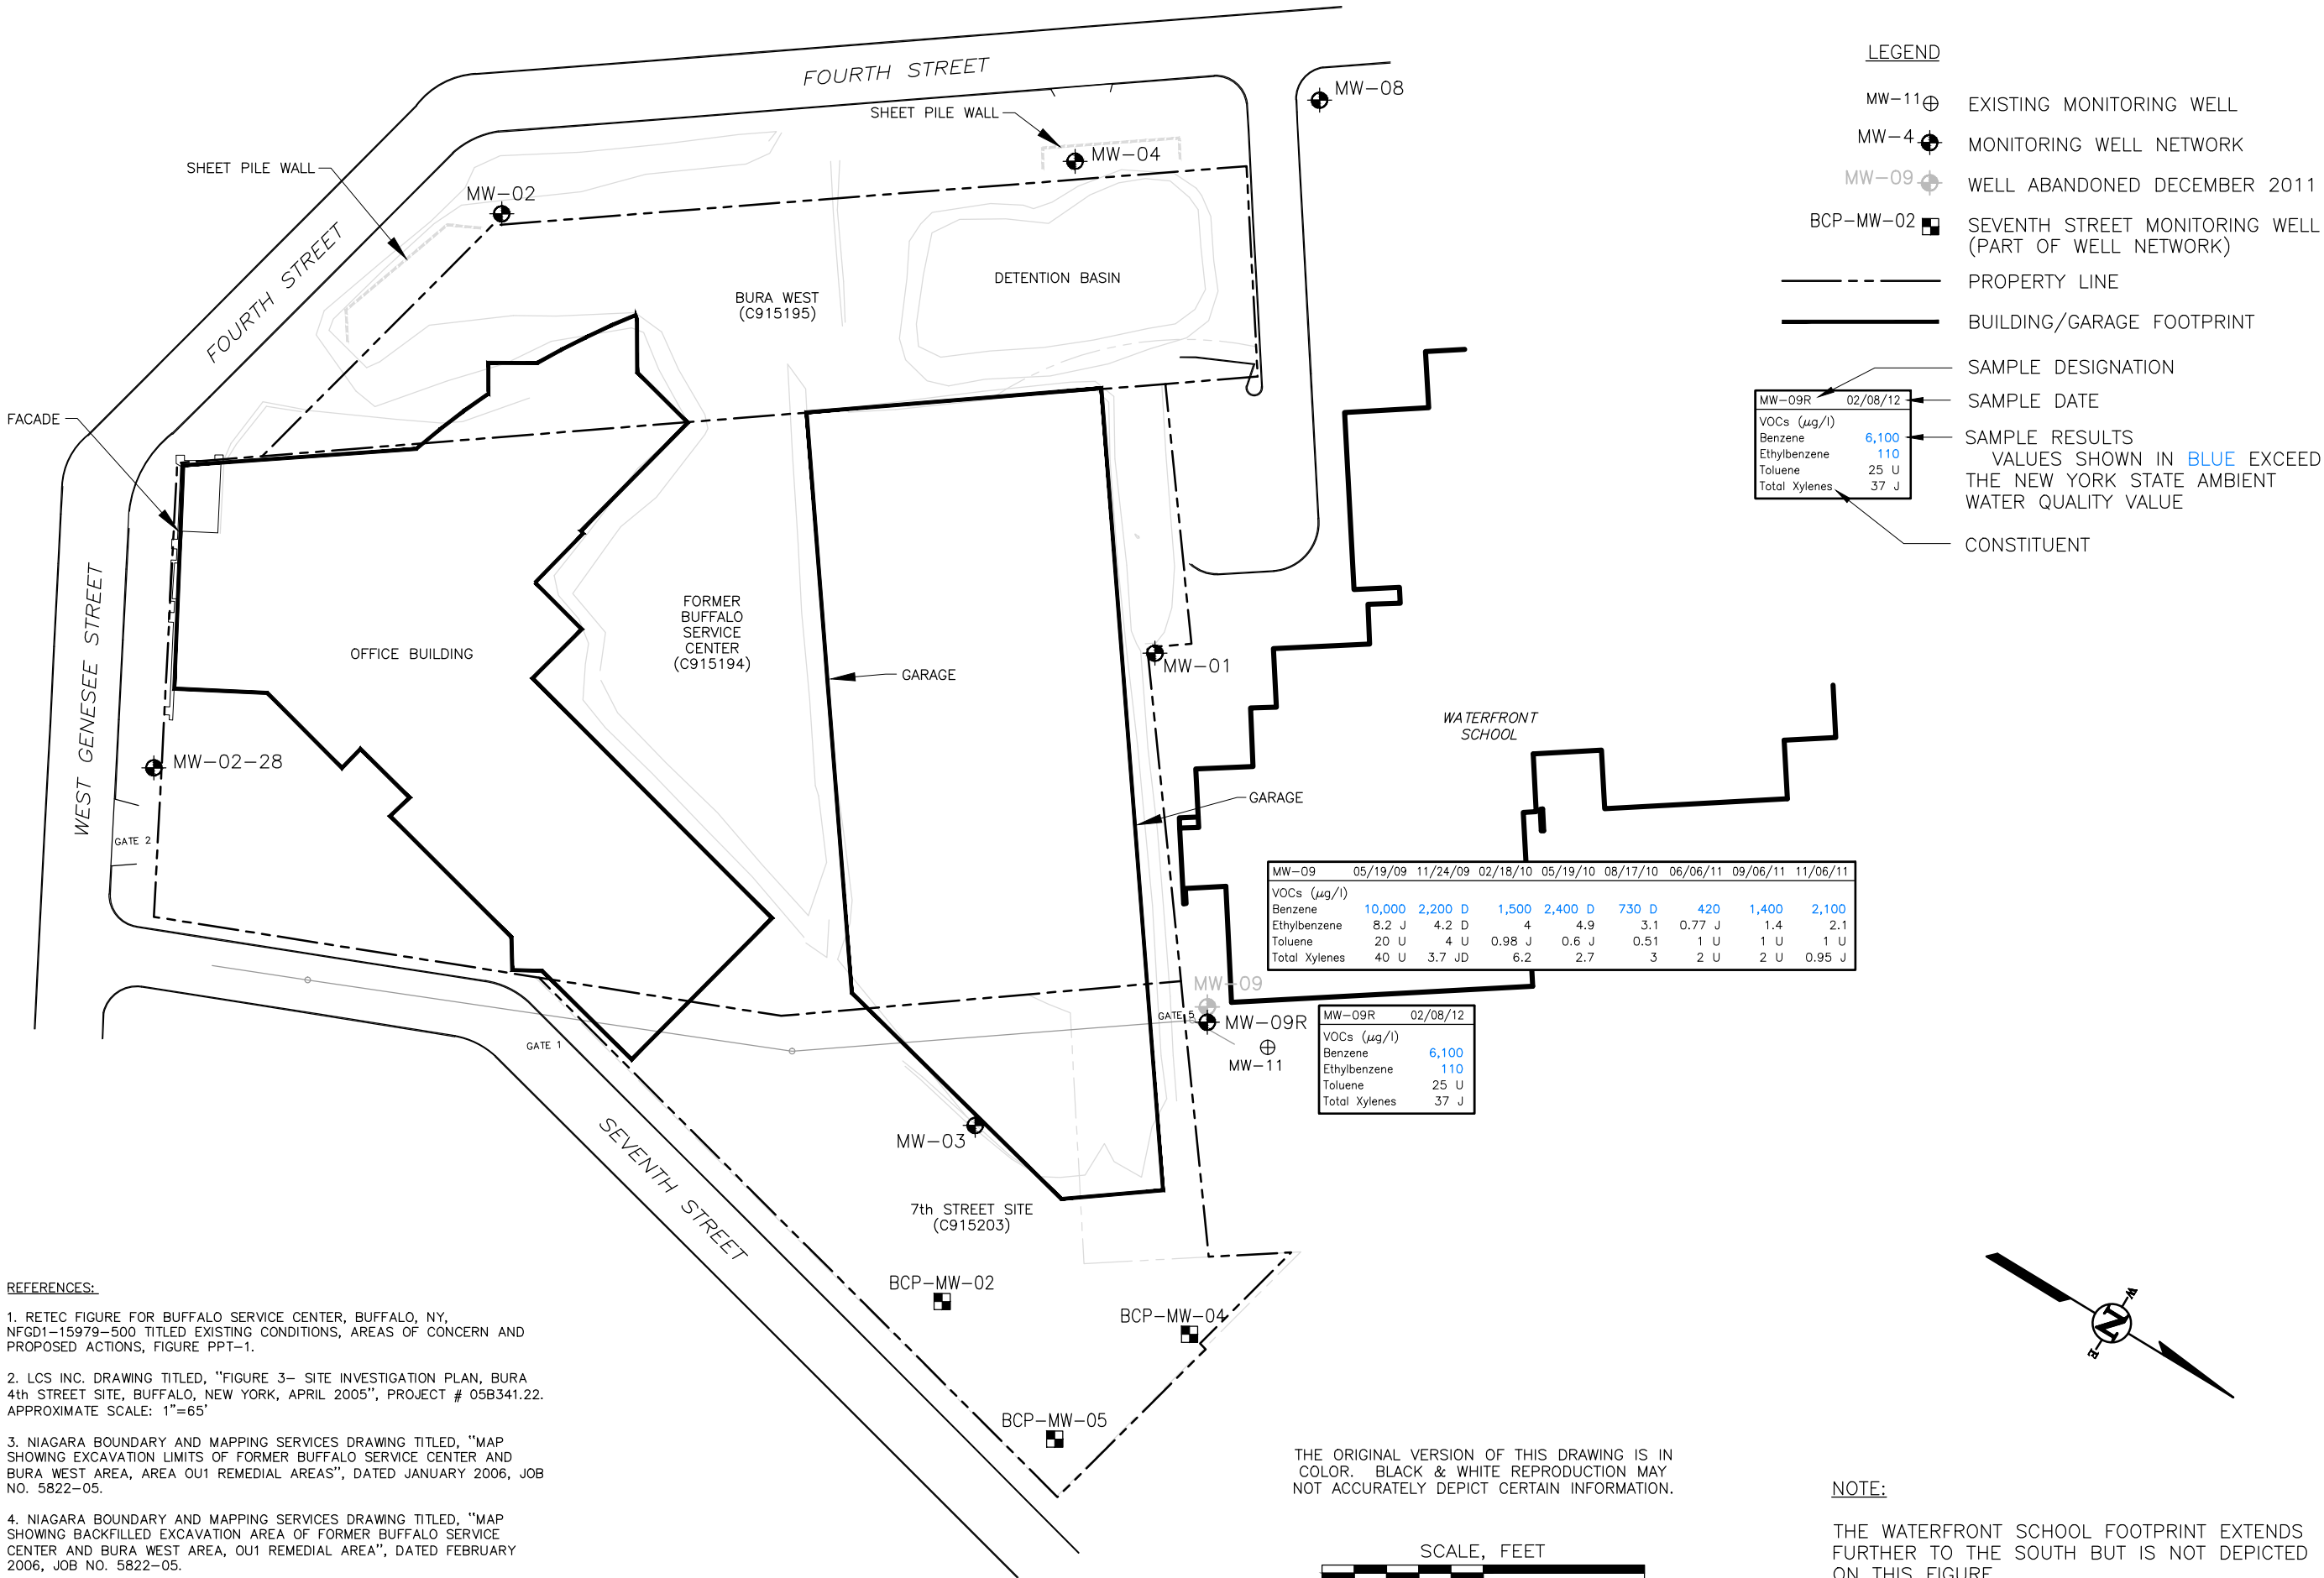 FOURTH STREET
MW-08
SHEET PILE WALL
MW-04
SHEET PILE WALL
MW-02
FOURTH STREET
DETENTION BASIN
BURA WEST
(C915195)
FACADE
WEST GENESEE STREET
OFFICE BUILDING
FORMER
BUFFALO
SERVICE
CENTER
(C915194)
GARAGE
MW-01
WATERFRONT
SCHOOL
MW-02-28
GARAGE
GATE 2
MW-09 05/19/09 11/24/09 02/18/10 05/19/10 08/17/10 06/06/11 09/06/11 11/06/11
VOCs (µg/l)
Benzene 10,000 2,200 D 1,500 2,400 D 730 D 420 1,400 2,100
Ethylbenzene 8.2 J 4.2 D 4 4.9 3.1 0.77 J 1.4 2.1
Toluene 20 U 4 U 0.98 J 0.6 J 0.51 1 U 1 U 1 U
Total Xylenes 40 U 3.7 JD 6.2 2.7 3 2 U 2 U 0.95 J
MW-09
GATE 5
MW-09R
MW-11
MW-09R 02/08/12
VOCs (µg/l)
Benzene 6,100
Ethylbenzene 110
Toluene 25 U
Total Xylenes 37 J
GATE 1
SEVENTH STREET
MW-03
7th STREET SITE
(C915203)
BCP-MW-02
BCP-MW-04
BCP-MW-05
LEGEND
MW-11 EXISTING MONITORING WELL
MW-4 MONITORING WELL NETWORK
MW-09 WELL ABANDONED DECEMBER 2011
BCP-MW-02 SEVENTH STREET MONITORING WELL
(PART OF WELL NETWORK)
PROPERTY LINE
BUILDING/GARAGE FOOTPRINT
SAMPLE DESIGNATION
MW-09R 02/08/12
SAMPLE DATE
VOCs (µg/l)
Benzene 6,100
Ethylbenzene 110
Toluene 25 U
Total Xylenes 37 J
SAMPLE RESULTS
VALUES SHOWN IN BLUE EXCEED
THE NEW YORK STATE AMBIENT
WATER QUALITY VALUE
CONSTITUENT
REFERENCES:
1. RETEC FIGURE FOR BUFFALO SERVICE CENTER, BUFFALO, NY,
NFGD1-15979-500 TITLED EXISTING CONDITIONS, AREAS OF CONCERN AND
PROPOSED ACTIONS, FIGURE PPT-1.
2. LCS INC. DRAWING TITLED, "FIGURE 3- SITE INVESTIGATION PLAN, BURA
4th STREET SITE, BUFFALO, NEW YORK, APRIL 2005", PROJECT # 05B341.22.
APPROXIMATE SCALE: 1"=65'
3. NIAGARA BOUNDARY AND MAPPING SERVICES DRAWING TITLED, "MAP
SHOWING EXCAVATION LIMITS OF FORMER BUFFALO SERVICE CENTER AND
BURA WEST AREA, AREA OU1 REMEDIAL AREAS", DATED JANUARY 2006, JOB
NO. 5822-05.
4. NIAGARA BOUNDARY AND MAPPING SERVICES DRAWING TITLED, "MAP
SHOWING BACKFILLED EXCAVATION AREA OF FORMER BUFFALO SERVICE
CENTER AND BURA WEST AREA, OU1 REMEDIAL AREA", DATED FEBRUARY
2006, JOB NO. 5822-05.
THE ORIGINAL VERSION OF THIS DRAWING IS IN
COLOR. BLACK & WHITE REPRODUCTION MAY
NOT ACCURATELY DEPICT CERTAIN INFORMATION.
SCALE, FEET
N
W
NOTE:
THE WATERFRONT SCHOOL FOOTPRINT EXTENDS
FURTHER TO THE SOUTH BUT IS NOT DEPICTED
ON THIS FIGURE